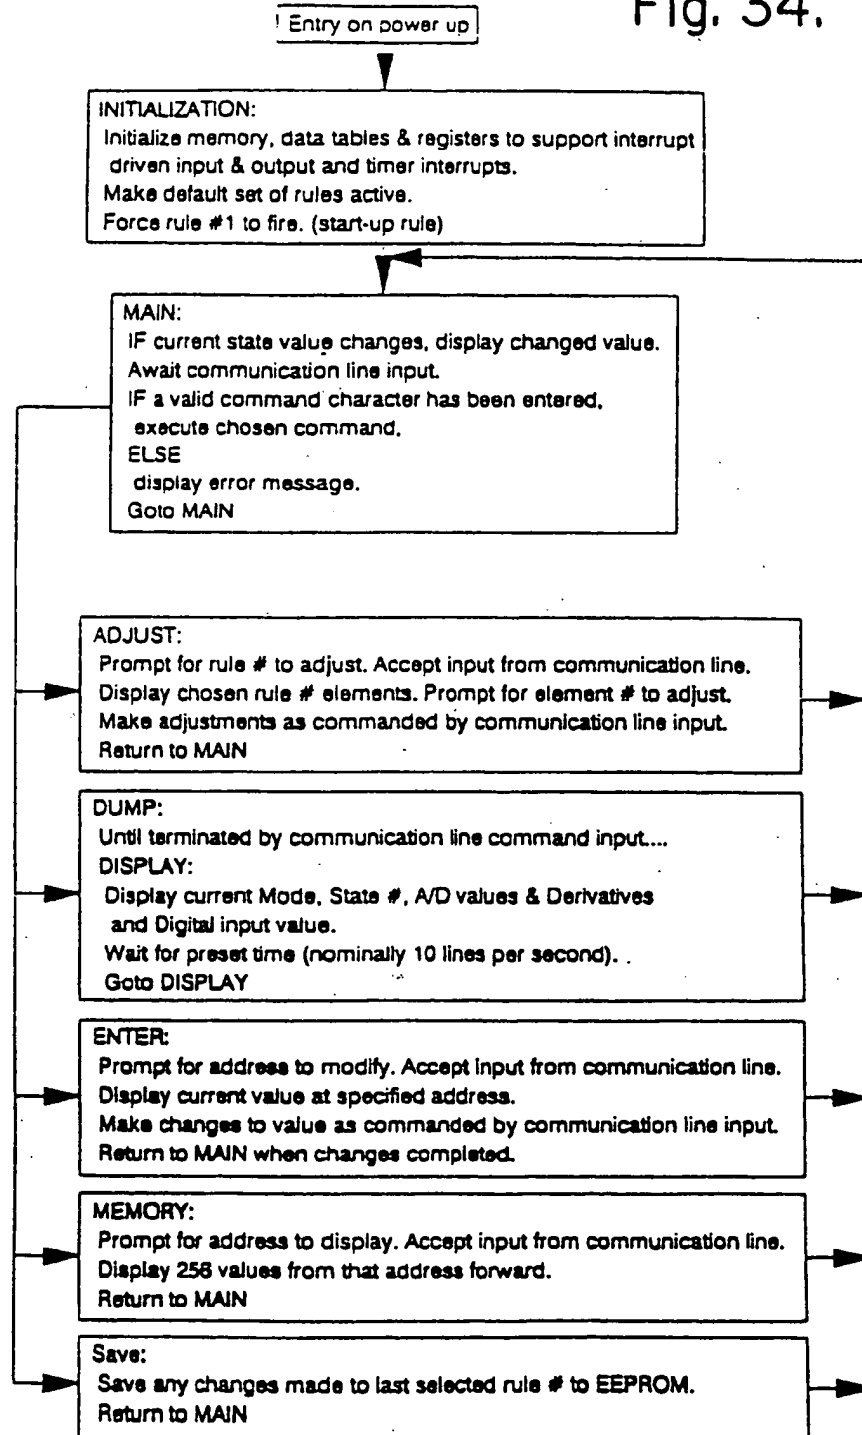 Fig. 34.
! Entry on power up
INITIALIZATION:
Initialize memory, data tables & registers to support interrupt
driven input & output and timer interrupts.
Make default set of rules active.
Force rule #1 to fire. (start-up rule)
MAIN:
IF current state value changes, display changed value.
Await communication line input.
IF a valid command character has been entered,
execute chosen command,
ELSE
display error message.
Goto MAIN
ADJUST:
Prompt for rule # to adjust. Accept input from communication line.
Display chosen rule # elements. Prompt for element # to adjust.
Make adjustments as commanded by communication line input.
Return to MAIN
DUMP:
Until terminated by communication line command input....
DISPLAY:
Display current Mode, State #, A/D values & Derivatives
and Digital input value.
Wait for preset time (nominally 10 lines per second).
Goto DISPLAY
ENTER:
Prompt for address to modify. Accept input from communication line.
Display current value at specified address.
Make changes to value as commanded by communication line input.
Return to MAIN when changes completed.
MEMORY:
Prompt for address to display. Accept input from communication line.
Display 256 values from that address forward.
Return to MAIN
Save:
Save any changes made to last selected rule # to EEPROM.
Return to MAIN